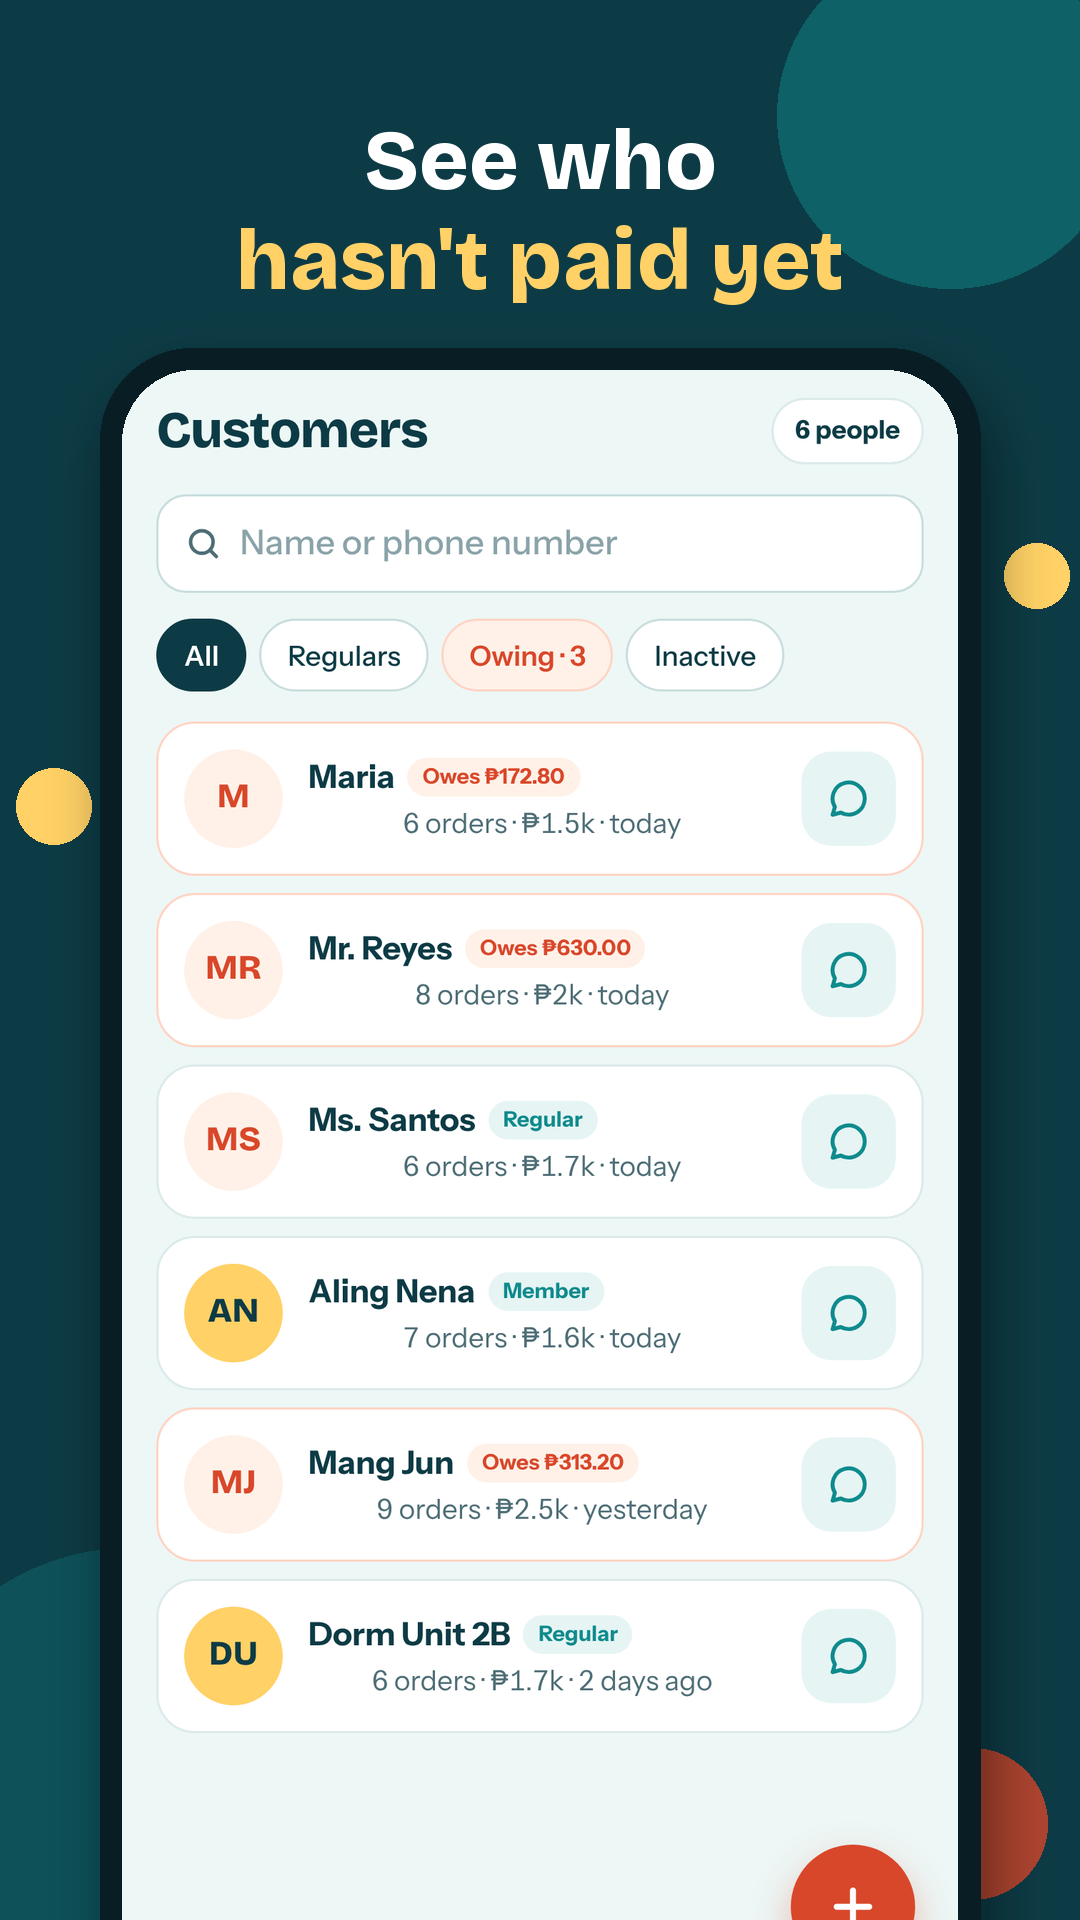 See who
hasn't paid yet
Customers
6 people
Name or phone number
All
Regulars
Owing · 3
Inactive
M
Maria
Owes ₱172.80
6 orders · ₱1.5k · today
MR
Mr. Reyes
Owes ₱630.00
8 orders · ₱2k · today
MS
Ms. Santos
Regular
6 orders · ₱1.7k · today
AN
Aling Nena
Member
7 orders · ₱1.6k · today
MJ
Mang Jun
Owes ₱313.20
9 orders · ₱2.5k · yesterday
DU
Dorm Unit 2B
Regular
6 orders · ₱1.7k · 2 days ago